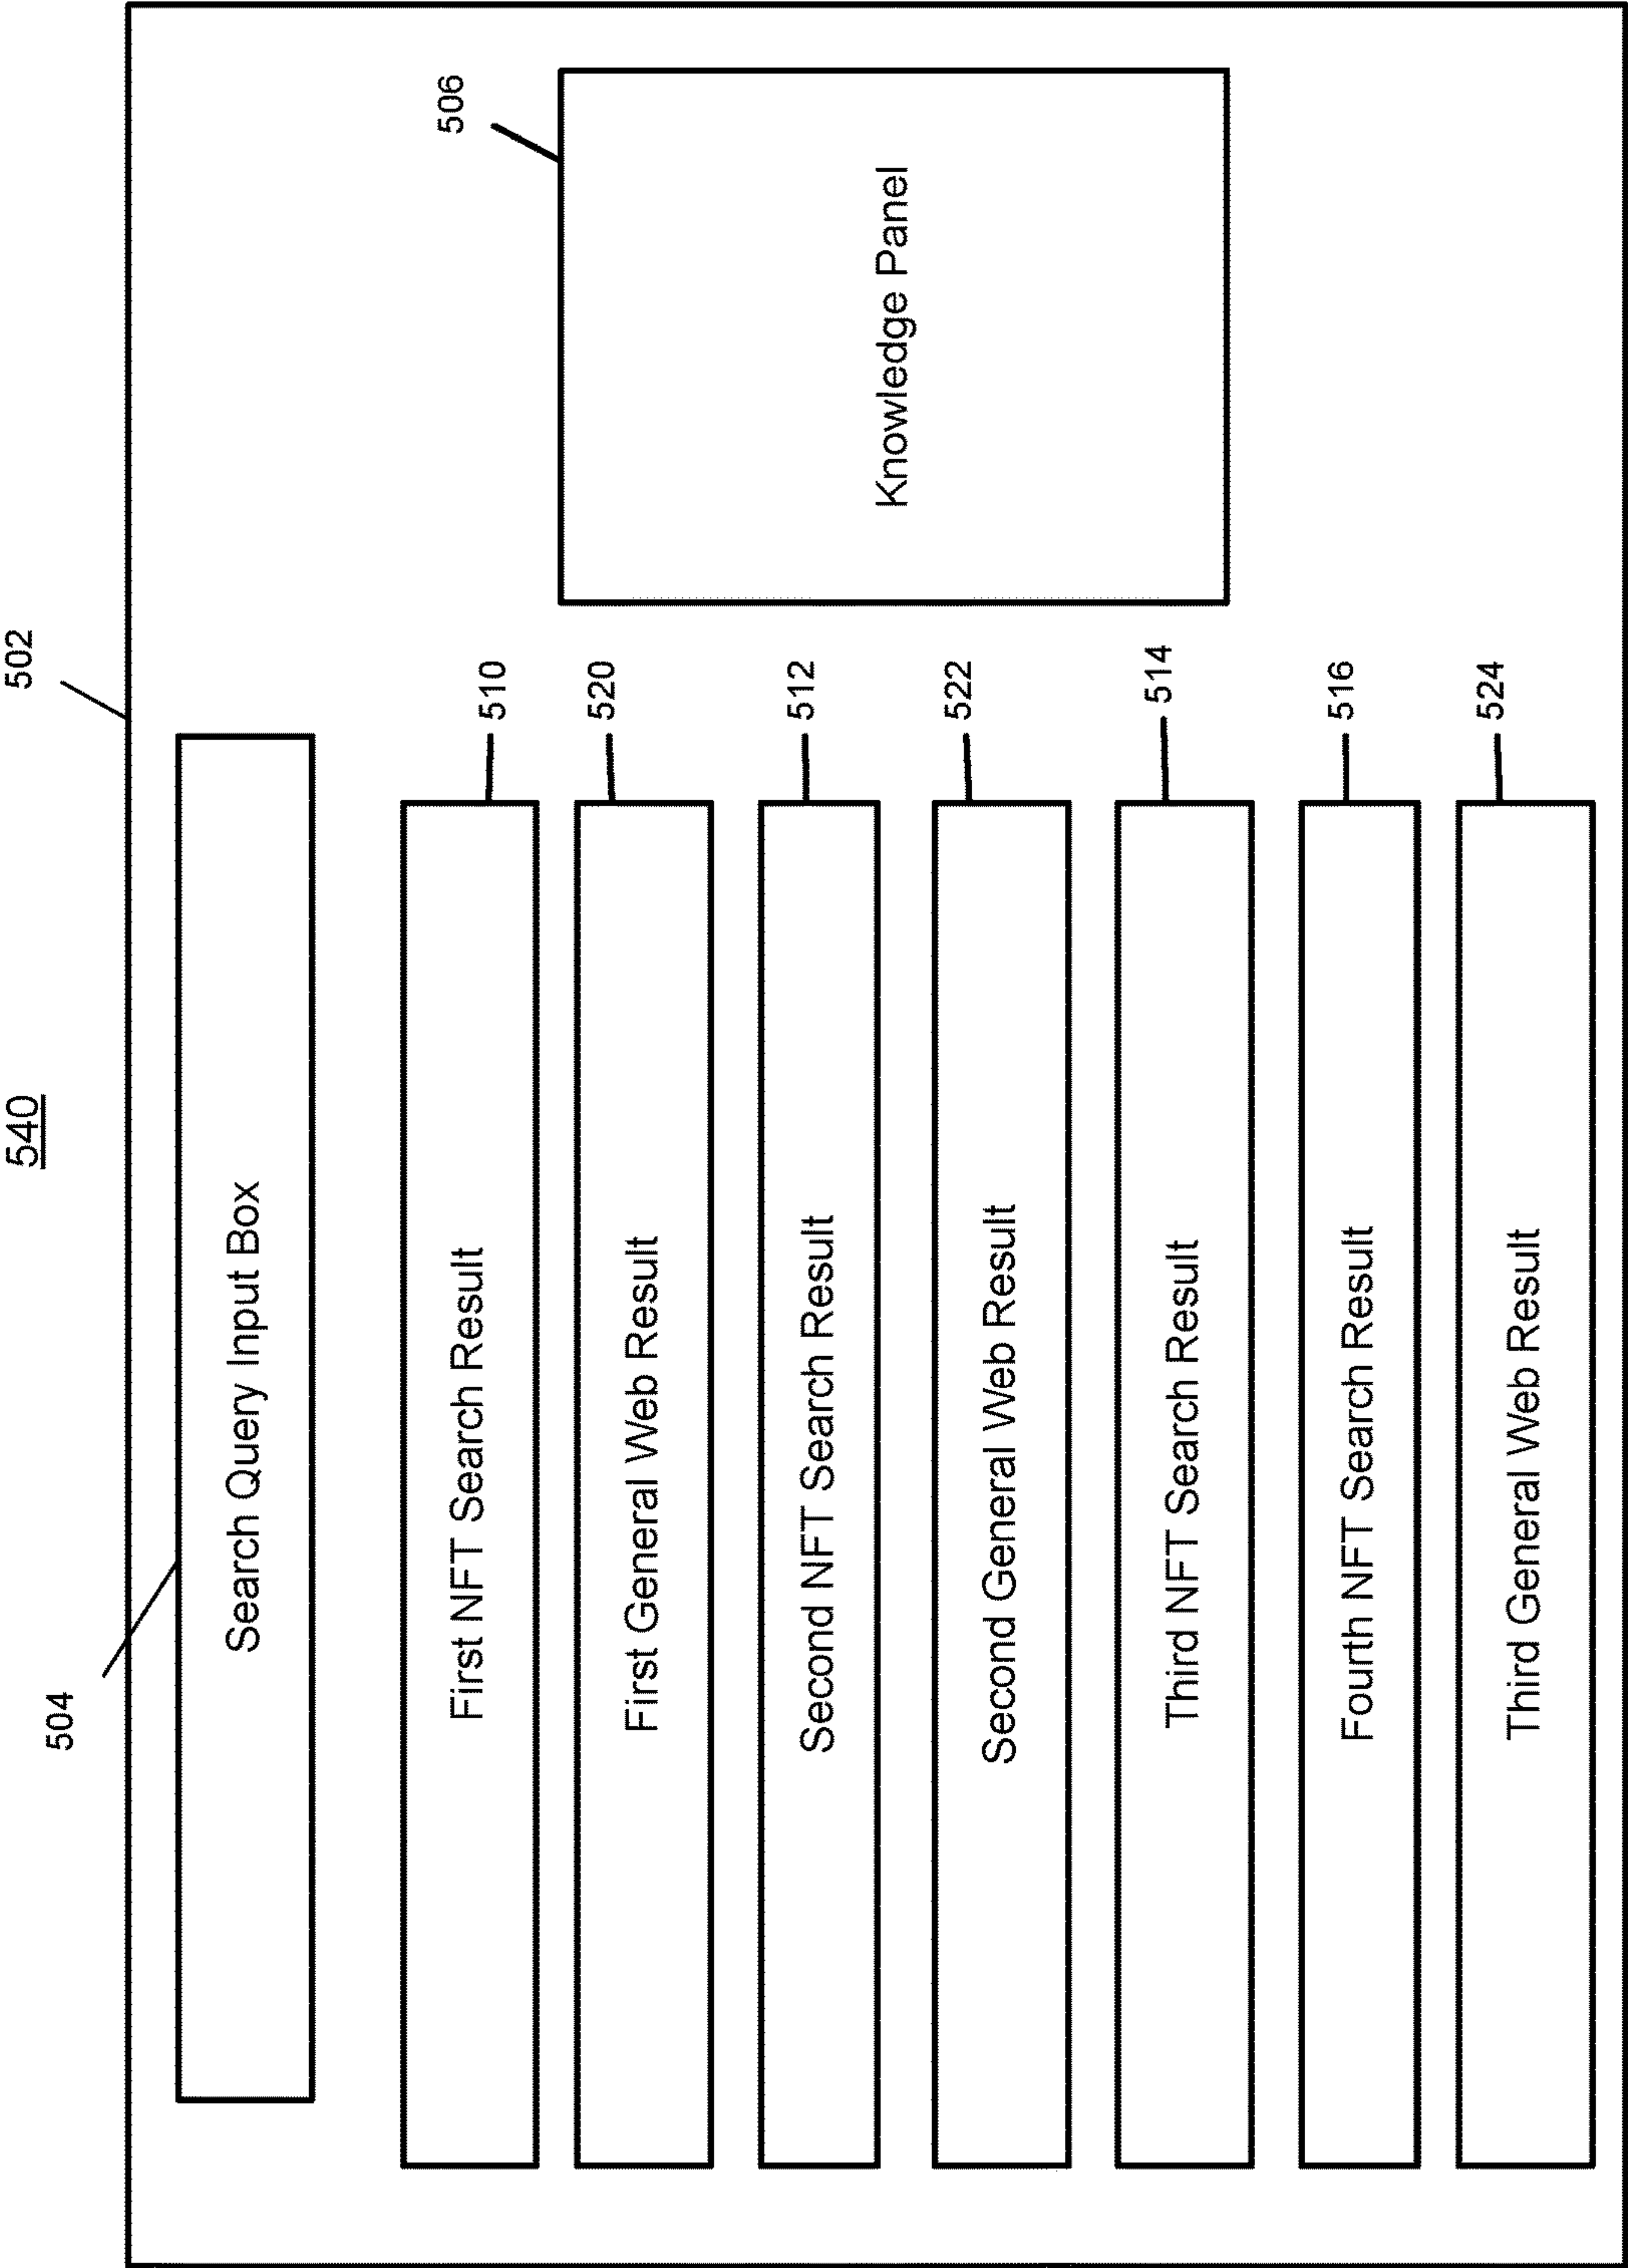 540
502
504
Search Query Input Box
506
Knowledge Panel
First NFT Search Result
510
First General Web Result
520
Second NFT Search Result
512
Second General Web Result
522
Third NFT Search Result
514
Fourth NFT Search Result
516
Third General Web Result
524